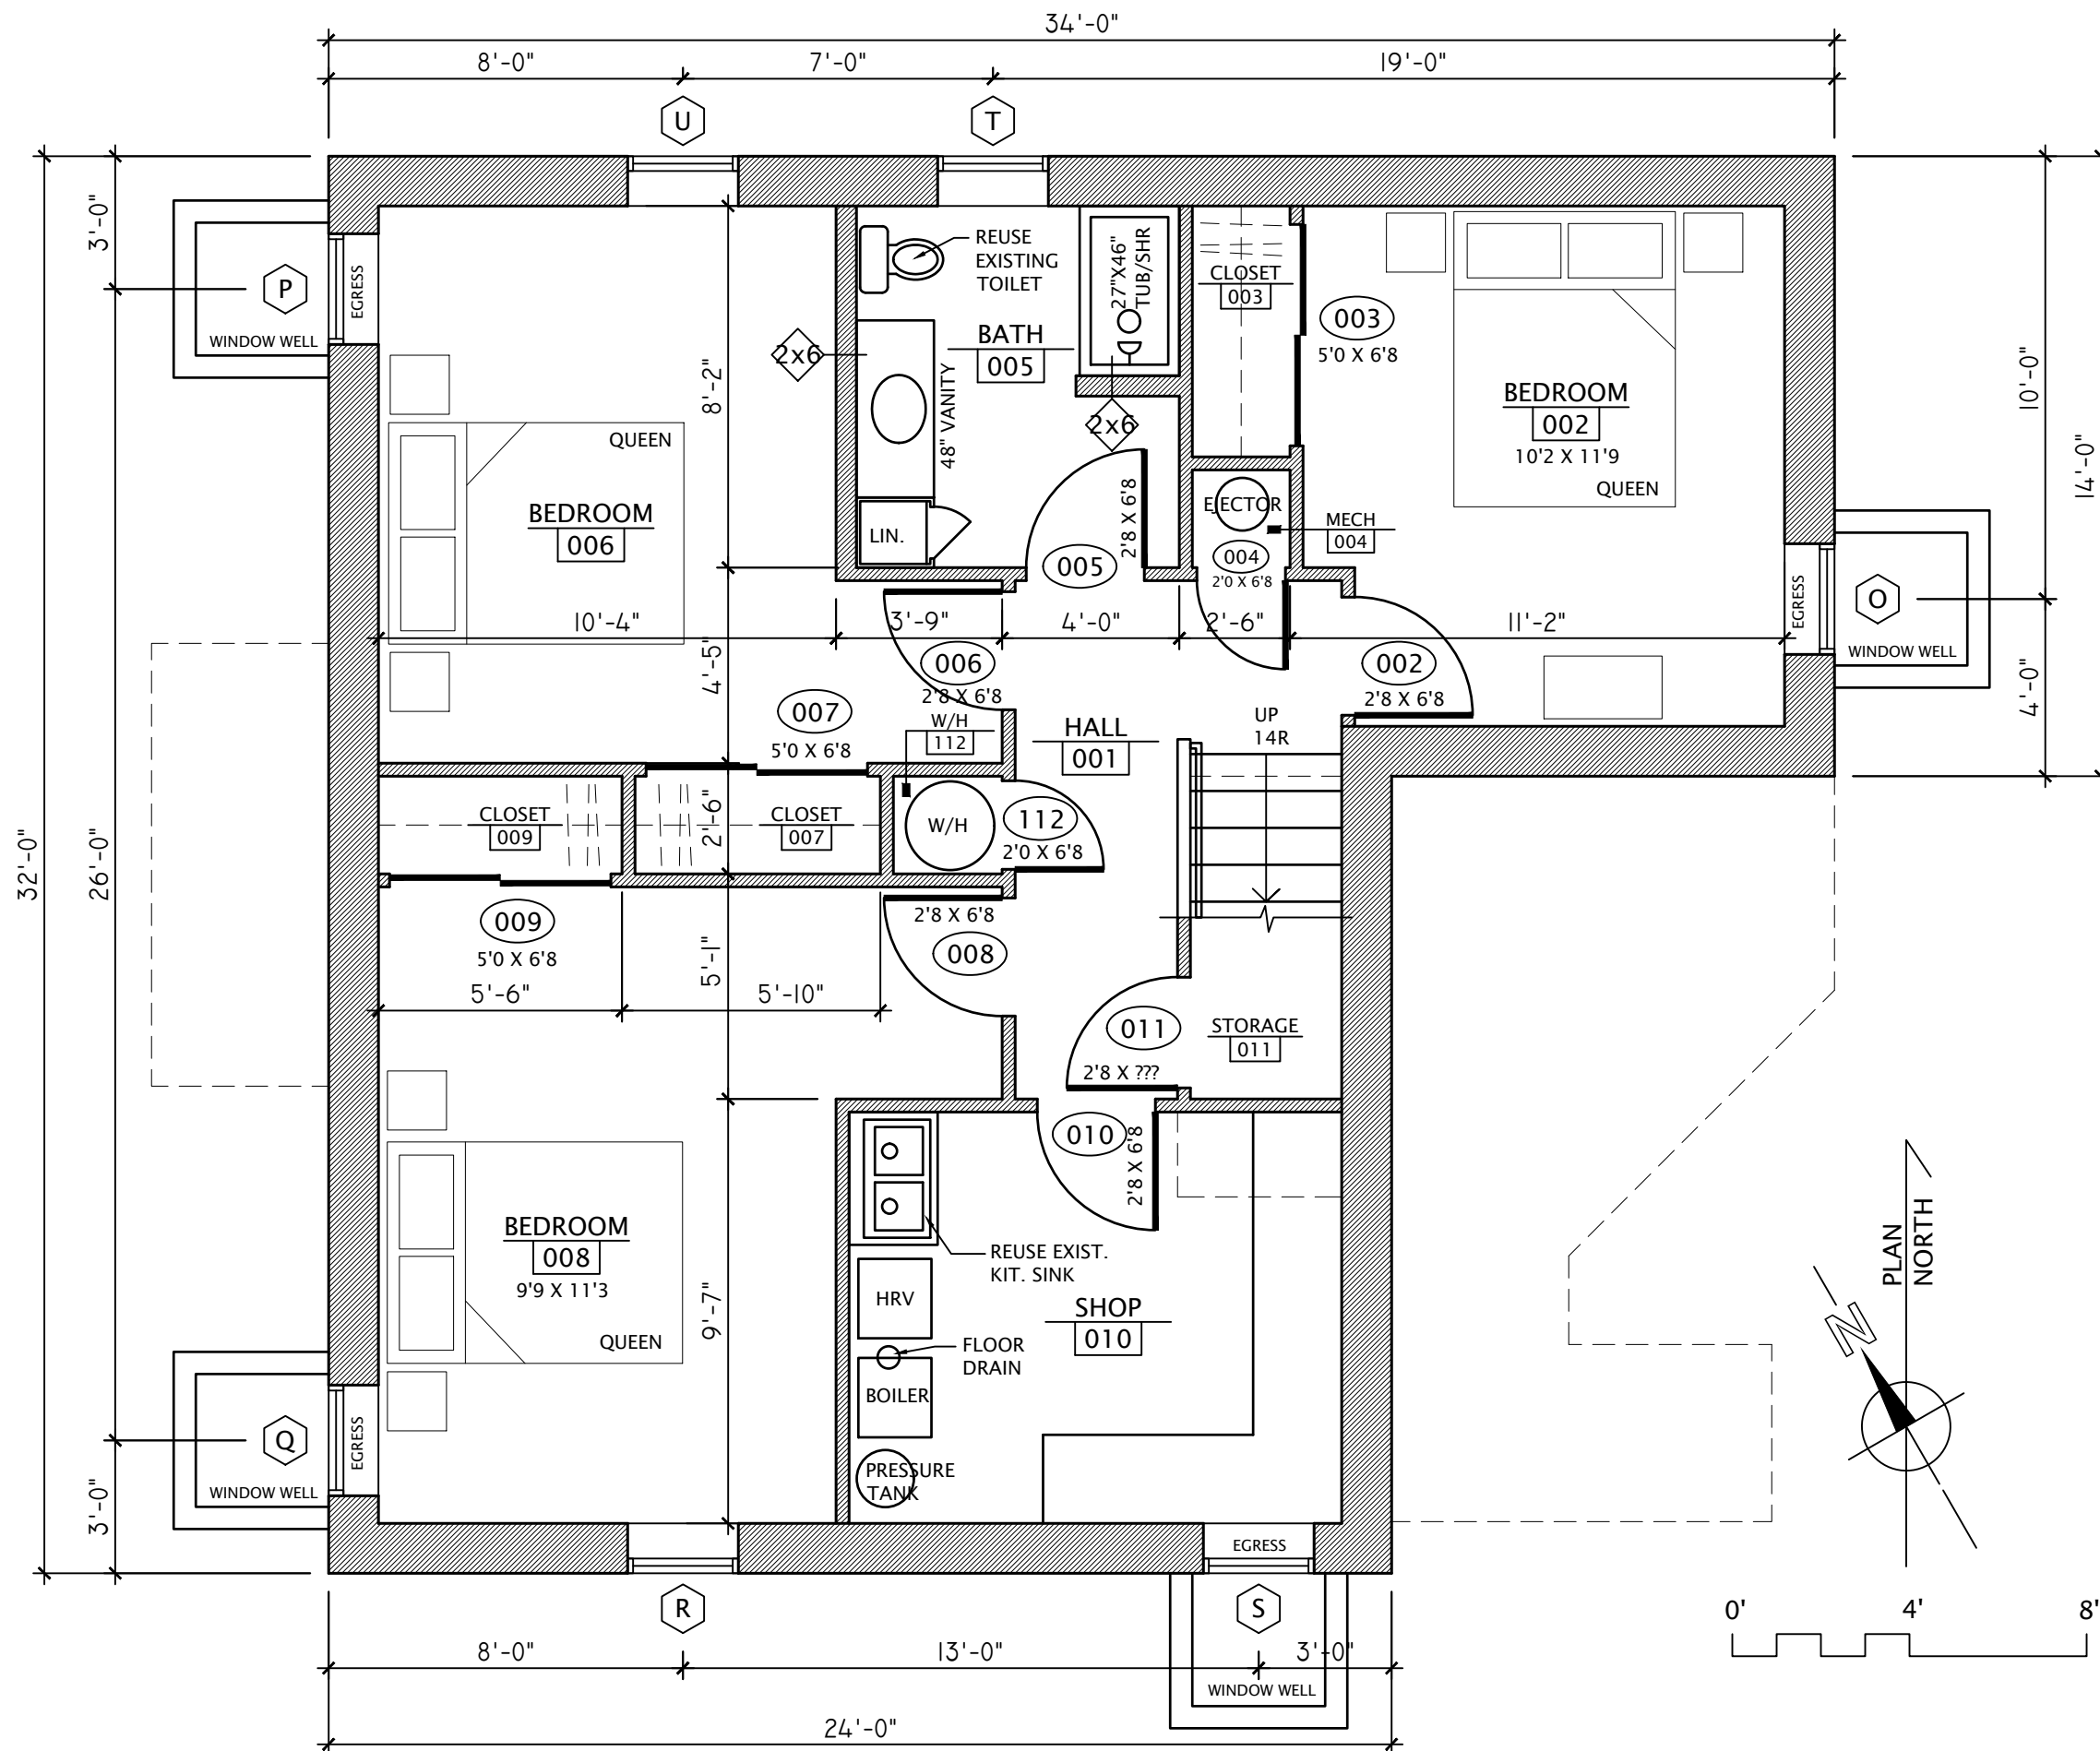 34'-0"
8'-0"
7'-0"
19'-0"
U
T
3'-0"
P
EGRESS
WINDOW WELL
REUSE
EXISTING
TOILET
27"X46"
TUB/SHR
CLOSET
003
003
5'0 X 6'8
BATH
005
2x6
2x6
48" VANITY
8'-2"
QUEEN
BEDROOM
006
BEDROOM
002
10'2 X 11'9
QUEEN
10'-0"
14'-0"
LIN.
2'8 X 6'8
005
EJECTOR
MECH
004
004
2'0 X 6'8
EGRESS
O
WINDOW WELL
4'-0"
10'-4"
3'-9"
4'-0"
2'-6"
11'-2"
4'-5"
006
2'8 X 6'8
002
2'8 X 6'8
007
5'0 X 6'8
W/H
112
HALL
001
UP
14R
CLOSET
009
2'-6"
CLOSET
007
W/H
112
2'0 X 6'8
32'-0"
26'-0"
009
5'0 X 6'8
2'8 X 6'8
008
5'-1"
5'-6"
5'-10"
011
2'8 X ???
STORAGE
011
010
2'8 X 6'8
BEDROOM
008
9'9 X 11'3
QUEEN
9'-7"
REUSE EXIST.
KIT. SINK
HRV
SHOP
010
FLOOR
DRAIN
BOILER
PRESSURE
TANK
PLAN
NORTH
N
Q
EGRESS
WINDOW WELL
3'-0"
EGRESS
R
S
0'
4'
8'
8'-0"
13'-0"
3'-0"
WINDOW WELL
24'-0"